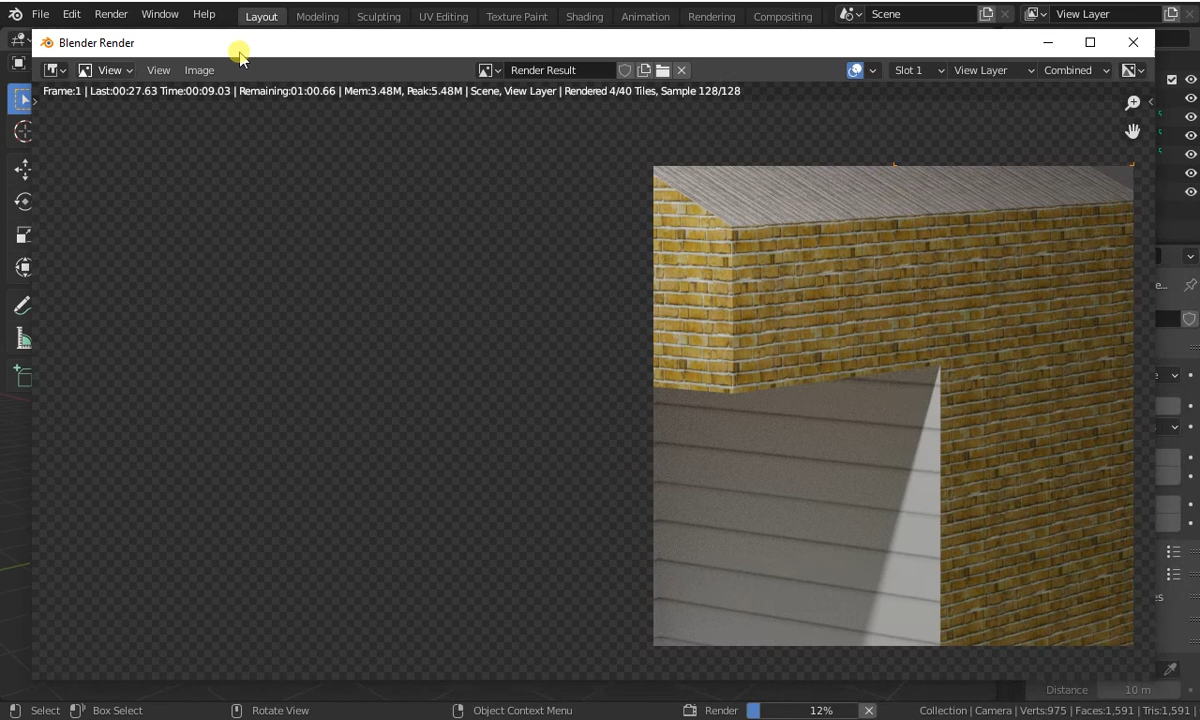 File Edit Render Window Help Layout Modeling Sculpting UV Editing Texture Paint Shading Animation Rendering Compositing Scene View Layer
Blender Render
View View Image Render Result Slot 1 View Layer Combined
Frame:1 | Last:00:27.63 Time:00:09.03 | Remaining:01:00.66 | Mem:3.48M, Peak:5.48M | Scene, View Layer | Rendered 4/40 Tiles, Sample 128/128
Distance 10 m
Select Box Select Rotate View Object Context Menu Render 12% Collection | Camera | Verts:975 | Faces:1,591 | Tris:1,591